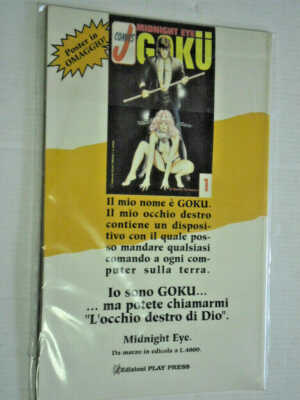 Poster in
OMAGGIO!
J
COMICS
MIDNIGHT EYE
GOKÜ
1
Il mio nome è GOKU.
Il mio occhio destro
contiene un disposi-
tivo con il quale pos-
so mandare qualsiasi
comando a ogni com-
puter sulla terra.
Io sono GOKU...
... ma potete chiamarmi
"L'occhio destro di Dio".
Midnight Eye.
Da marzo in edicola a L.4000.
Edizioni PLAY PRESS